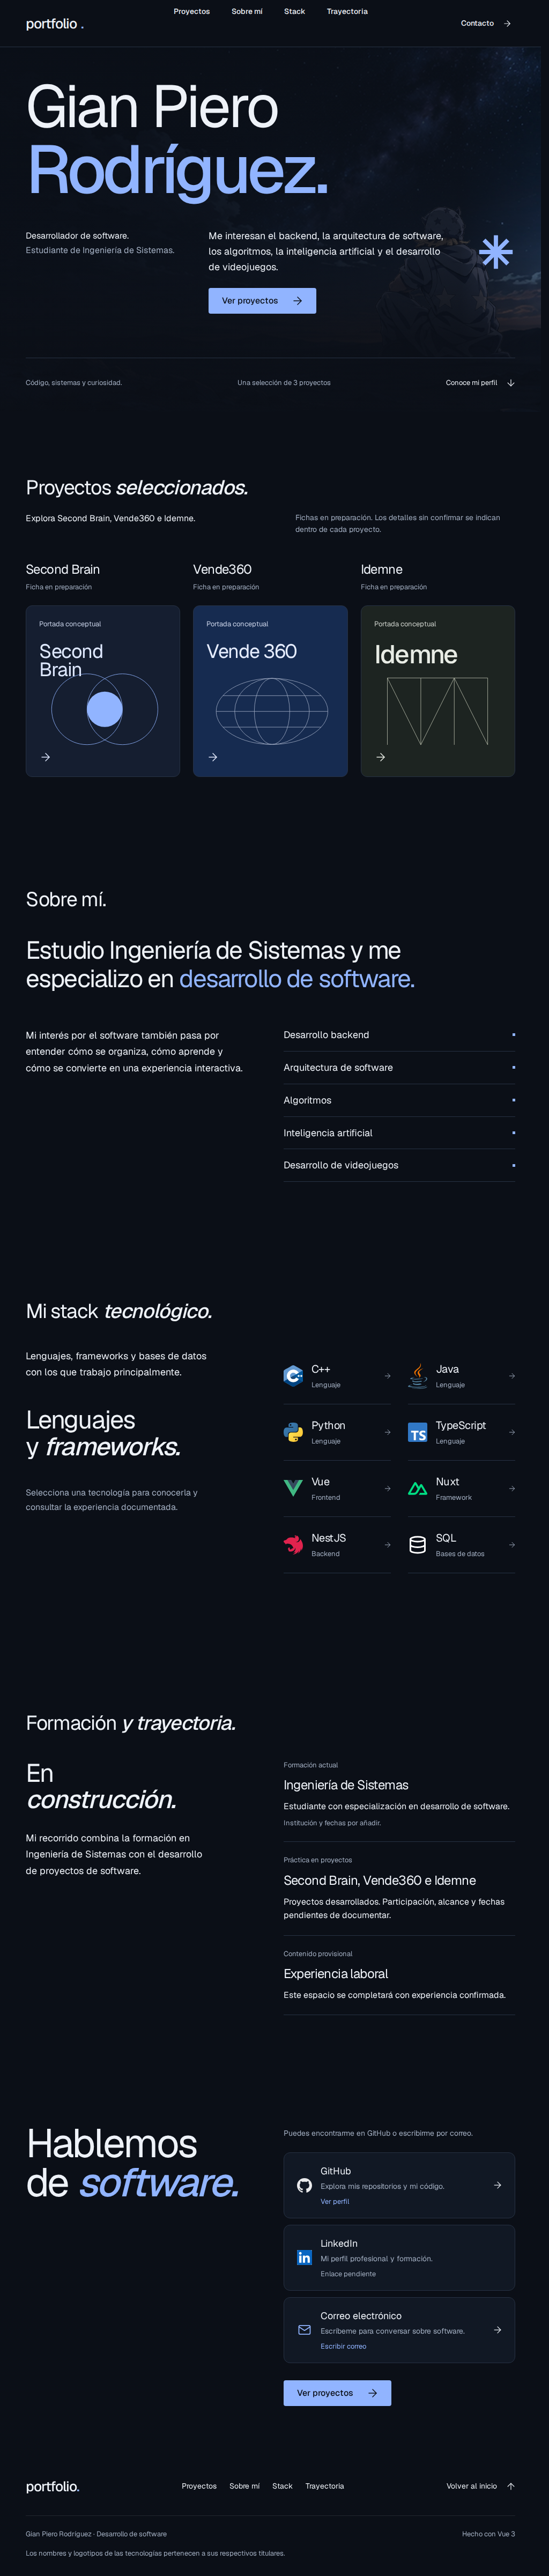 portfolio .
Proyectos
Sobre mí
Stack
Trayectoria
Contacto
Gian Piero
Rodríguez.
Desarrollador de software.
Estudiante de Ingeniería de Sistemas.
Me interesan el backend, la arquitectura de software,
los algoritmos, la inteligencia artificial y el desarrollo
de videojuegos.
Ver proyectos
Código, sistemas y curiosidad.
Una selección de 3 proyectos
Conoce mi perfil
Proyectos seleccionados.
Explora Second Brain, Vende360 e Idemne.
Fichas en preparación. Los detalles sin confirmar se indican
dentro de cada proyecto.
Second Brain
Ficha en preparación
Vende360
Ficha en preparación
Idemne
Ficha en preparación
Portada conceptual
Second
Brain
Portada conceptual
Vende 360
Portada conceptual
Idemne
Sobre mí.
Estudio Ingeniería de Sistemas y me
especializo en desarrollo de software.
Mi interés por el software también pasa por
entender cómo se organiza, cómo aprende y
cómo se convierte en una experiencia interactiva.
Desarrollo backend
Arquitectura de software
Algoritmos
Inteligencia artificial
Desarrollo de videojuegos
Mi stack tecnológico.
Lenguajes, frameworks y bases de datos
con los que trabajo principalmente.
Lenguajes
y frameworks.
Selecciona una tecnología para conocerla y
consultar la experiencia documentada.
C++
Lenguaje
Java
Lenguaje
Python
Lenguaje
TS
TypeScript
Lenguaje
Vue
Frontend
Nuxt
Framework
NestJS
Backend
SQL
Bases de datos
Formación y trayectoria.
En
construcción.
Mi recorrido combina la formación en
Ingeniería de Sistemas con el desarrollo
de proyectos de software.
Formación actual
Ingeniería de Sistemas
Estudiante con especialización en desarrollo de software.
Institución y fechas por añadir.
Práctica en proyectos
Second Brain, Vende360 e Idemne
Proyectos desarrollados. Participación, alcance y fechas
pendientes de documentar.
Contenido provisional
Experiencia laboral
Este espacio se completará con experiencia confirmada.
Hablemos
de software.
Puedes encontrarme en GitHub o escribirme por correo.
GitHub
Explora mis repositorios y mi código.
Ver perfil
in
LinkedIn
Mi perfil profesional y formación.
Enlace pendiente
Correo electrónico
Escríbeme para conversar sobre software.
Escribir correo
Ver proyectos
portfolio.
Proyectos
Sobre mí
Stack
Trayectoria
Volver al inicio
Gian Piero Rodríguez · Desarrollo de software
Hecho con Vue 3
Los nombres y logotipos de las tecnologías pertenecen a sus respectivos titulares.